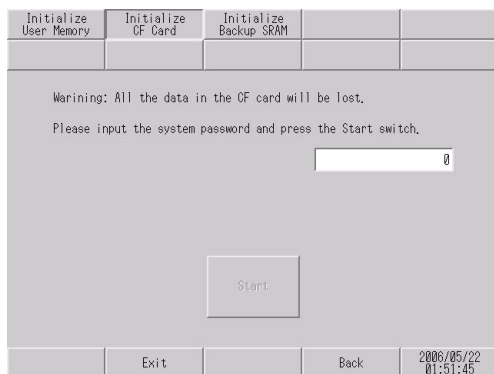 Initialize
User Memory
Initialize
CF Card
Initialize
Backup SRAM
Warining: All the data in the CF card will be lost.
Please input the system password and press the Start switch.
0
Start
Exit
Back
2006/05/22
01:51:45